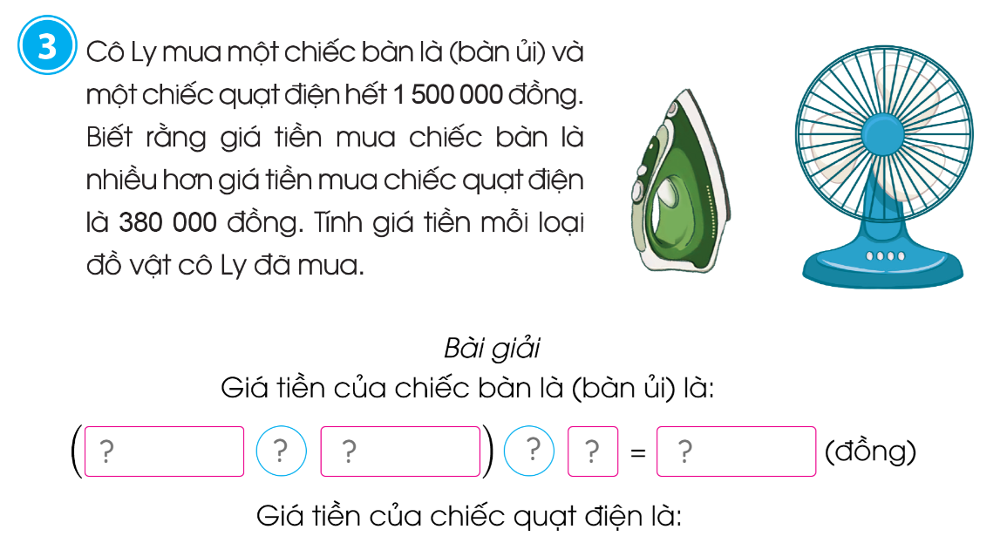 3
Cô Ly mua một chiếc bàn là (bàn ủi) và
một chiếc quạt điện hết 1 500 000 đồng.
Biết rằng giá tiền mua chiếc bàn là
nhiều hơn giá tiền mua chiếc quạt điện
là 380 000 đồng. Tính giá tiền mỗi loại
đồ vật cô Ly đã mua.
Bài giải
Giá tiền của chiếc bàn là (bàn ủi) là:
(? ? ?) ? ? = ? (đồng)
Giá tiền của chiếc quạt điện là: